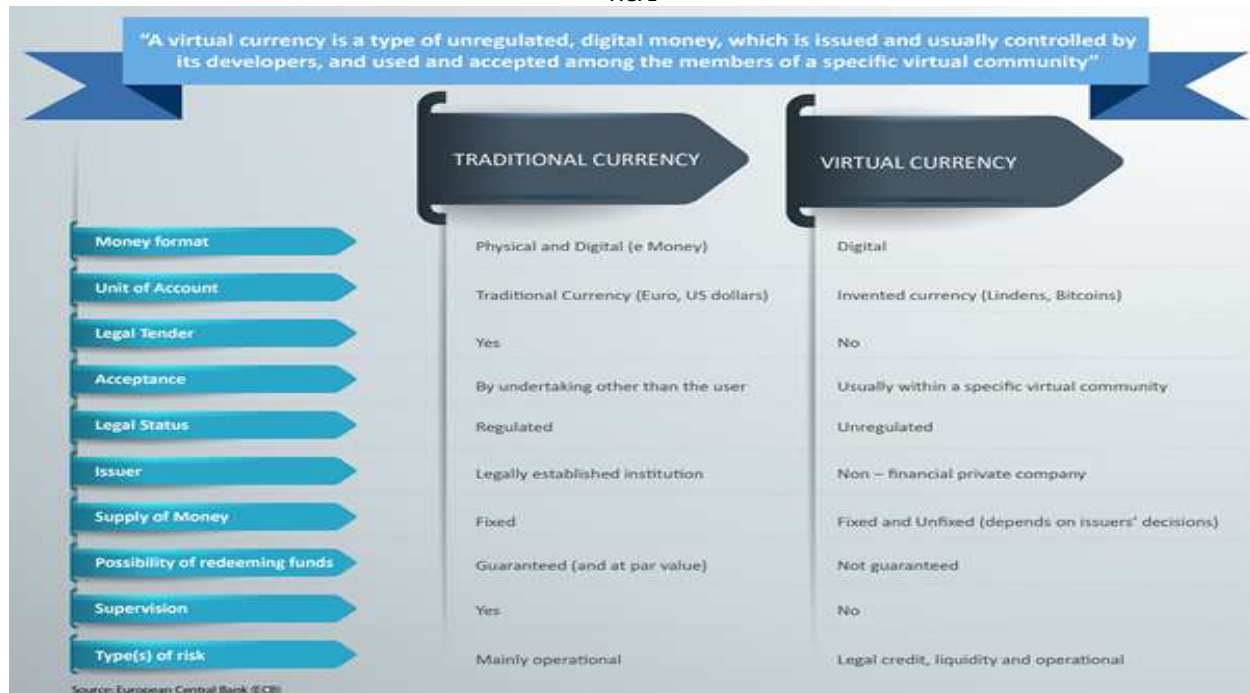 "A virtual currency is a type of unregulated, digital money, which is issued and usually controlled by
its developers, and used and accepted among the members of a specific virtual community"
TRADITIONAL CURRENCY VIRTUAL CURRENCY
Money format Physical and Digital (e Money) Digital
Unit of Account Traditional Currency (Euro, US dollars) Invented currency (Lindens, Bitcoins)
Legal Tender Yes No
Acceptance By undertaking other than the user Usually within a specific virtual community
Legal Status Regulated Unregulated
Issuer Legally established institution Non – financial private company
Supply of Money Fixed Fixed and Unfixed (depends on issuers' decisions)
Possibility of redeeming funds Guaranteed (and at par value) Not guaranteed
Supervision Yes No
Type(s) of risk Mainly operational Legal credit, liquidity and operational
Source: European Central Bank (ECB)